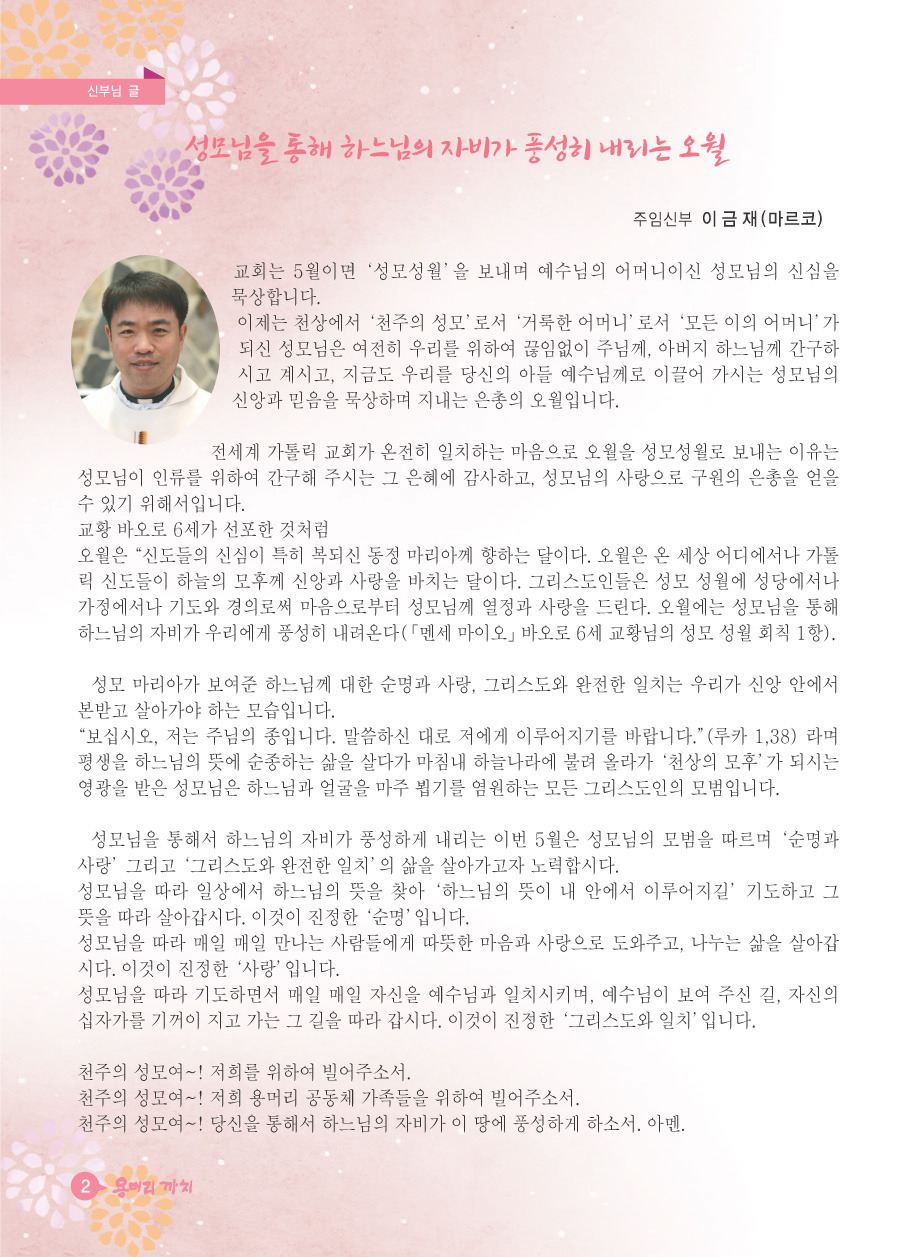 신부님 글
성모님을 통해 하느님의 자비가 풍성히 내리는 오월
주임신부 이 금 재(마르코)
교회는 5월이면 ‘성모성월’을 보내며 예수님의 어머니이신 성모님의 신심을
묵상합니다.
이제는 천상에서 ‘천주의 성모’로서 ‘거룩한 어머니’로서 ‘모든 이의 어머니’가
되신 성모님은 여전히 우리를 위하여 끊임없이 주님께, 아버지 하느님께 간구하
시고 계시고, 지금도 우리를 당신의 아들 예수님께로 이끌어 가시는 성모님의
신앙과 믿음을 묵상하며 지내는 은총의 오월입니다.
전세계 가톨릭 교회가 온전히 일치하는 마음으로 오월을 성모성월로 보내는 이유는
성모님이 인류를 위하여 간구해 주시는 그 은혜에 감사하고, 성모님의 사랑으로 구원의 은총을 얻을
수 있기 위해서입니다.
교황 바오로 6세가 선포한 것처럼
오월은 “신도들의 신심이 특히 복되신 동정 마리아께 향하는 달이다. 오월은 온 세상 어디에서나 가톨
릭 신도들이 하늘의 모후께 신앙과 사랑을 바치는 달이다. 그리스도인들은 성모 성월에 성당에서나
가정에서나 기도와 경의로써 마음으로부터 성모님께 열정과 사랑을 드린다. 오월에는 성모님을 통해
하느님의 자비가 우리에게 풍성히 내려온다(「멘세 마이오」 바오로 6세 교황님의 성모 성월 회칙 1항).
성모 마리아가 보여준 하느님께 대한 순명과 사랑, 그리스도와 완전한 일치는 우리가 신앙 안에서
본받고 살아가야 하는 모습입니다.
“보십시오, 저는 주님의 종입니다. 말씀하신 대로 저에게 이루어지기를 바랍니다.”(루카 1,38) 라며
평생을 하느님의 뜻에 순종하는 삶을 살다가 마침내 하늘나라에 불려 올라가 ‘천상의 모후’가 되시는
영광을 받은 성모님은 하느님과 얼굴을 마주 뵙기를 염원하는 모든 그리스도인의 모범입니다.
성모님을 통해서 하느님의 자비가 풍성하게 내리는 이번 5월은 성모님의 모범을 따르며 ‘순명과
사랑’ 그리고 ‘그리스도와 완전한 일치’의 삶을 살아가고자 노력합시다.
성모님을 따라 일상에서 하느님의 뜻을 찾아 ‘하느님의 뜻이 내 안에서 이루어지길’ 기도하고 그
뜻을 따라 살아갑시다. 이것이 진정한 ‘순명’입니다.
성모님을 따라 매일 매일 만나는 사람들에게 따뜻한 마음과 사랑으로 도와주고, 나누는 삶을 살아갑
시다. 이것이 진정한 ‘사랑’입니다.
성모님을 따라 기도하면서 매일 매일 자신을 예수님과 일치시키며, 예수님이 보여 주신 길, 자신의
십자가를 기꺼이 지고 가는 그 길을 따라 갑시다. 이것이 진정한 ‘그리스도와 일치’입니다.
천주의 성모여~! 저희를 위하여 빌어주소서.
천주의 성모여~! 저희 용머리 공동체 가족들을 위하여 빌어주소서.
천주의 성모여~! 당신을 통해서 하느님의 자비가 이 땅에 풍성하게 하소서. 아멘.
2 용머리 까치